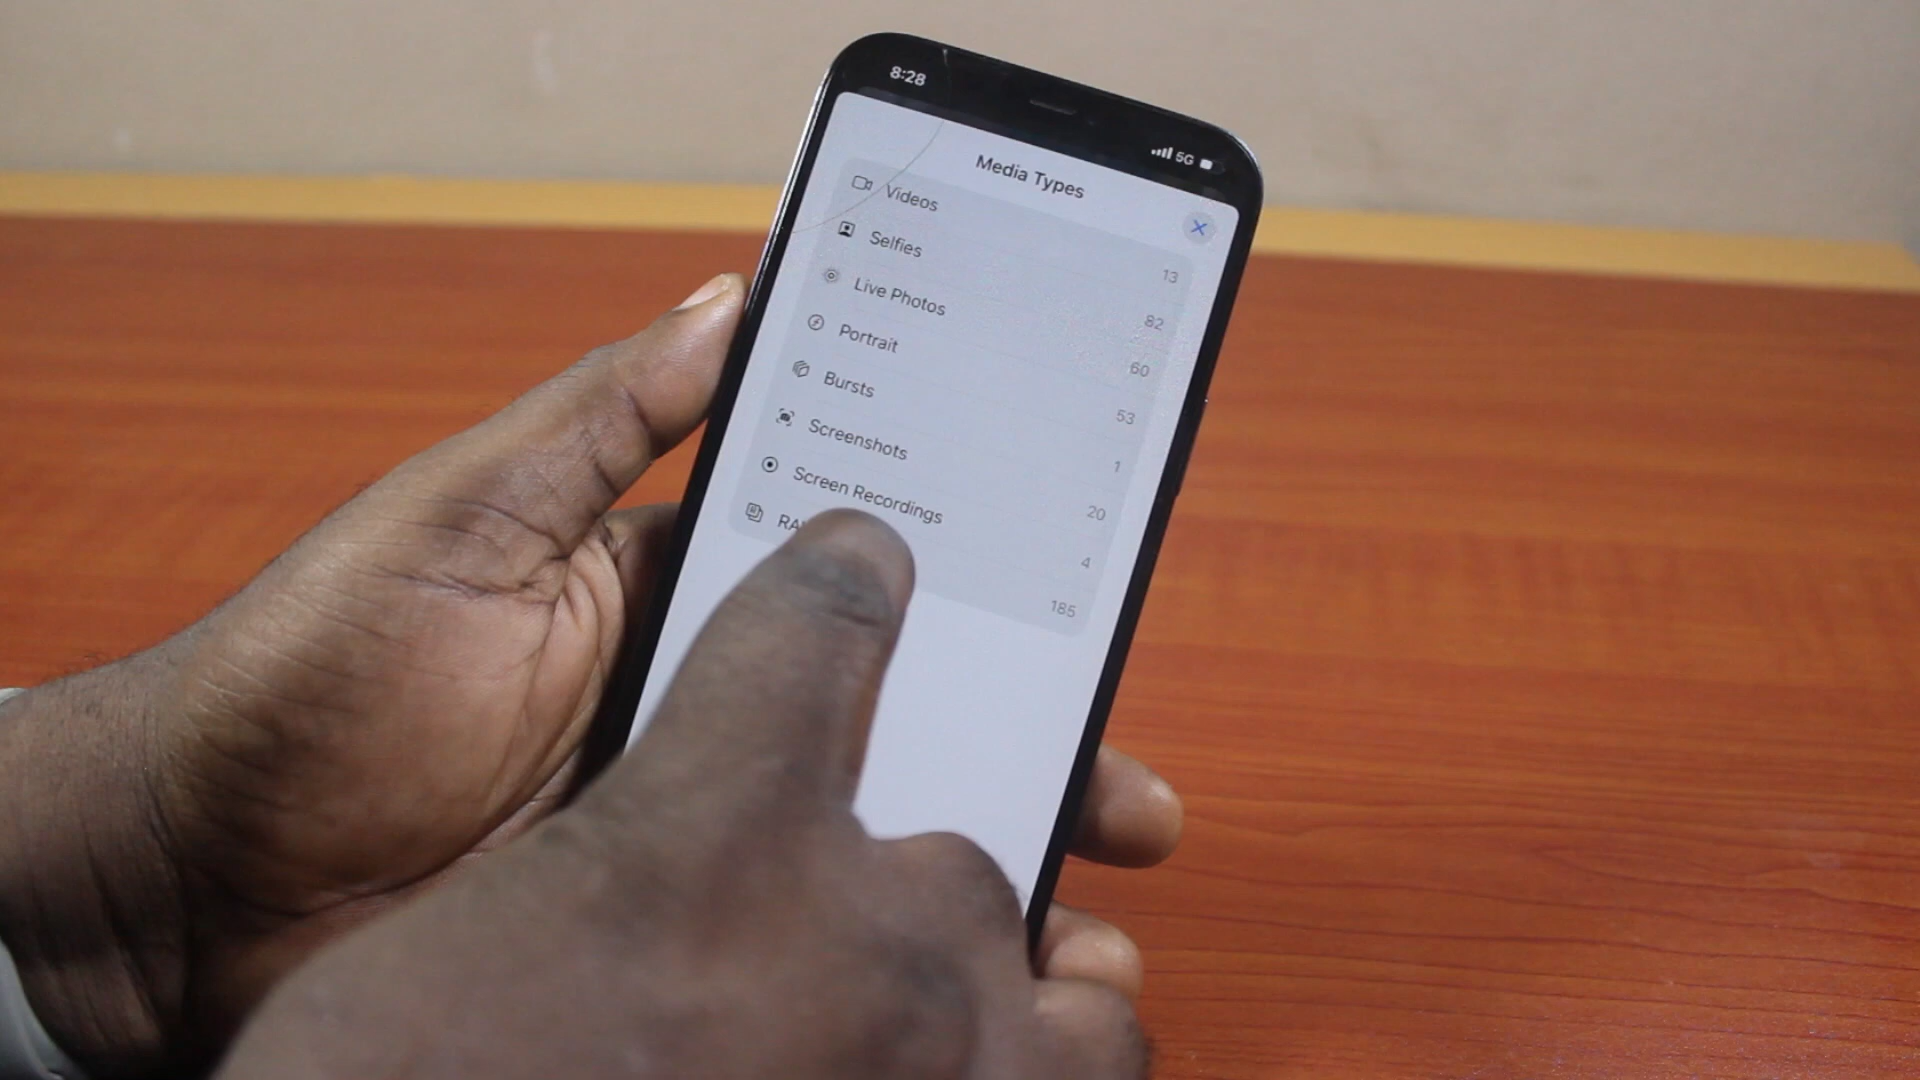 8:28
5G
Media Types
Videos 13
Selfies 82
Live Photos 60
Portrait 53
Bursts 1
Screenshots 20
Screen Recordings 4
185